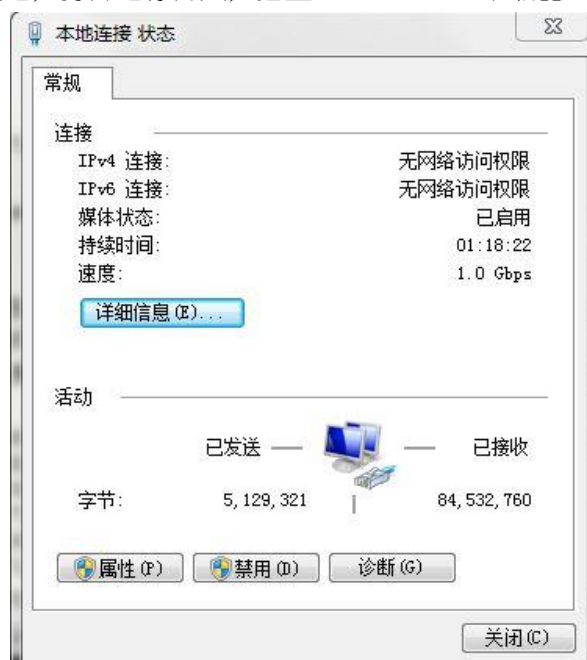 本地连接 状态
常规
连接
IPv4 连接: 无网络访问权限
IPv6 连接: 无网络访问权限
媒体状态: 已启用
持续时间: 01:18:22
速度: 1.0 Gbps
详细信息(E)...
活动
已发送 — — 已接收
字节: 5,129,321 | 84,532,760
属性(P) 禁用(D) 诊断(G)
关闭(C)